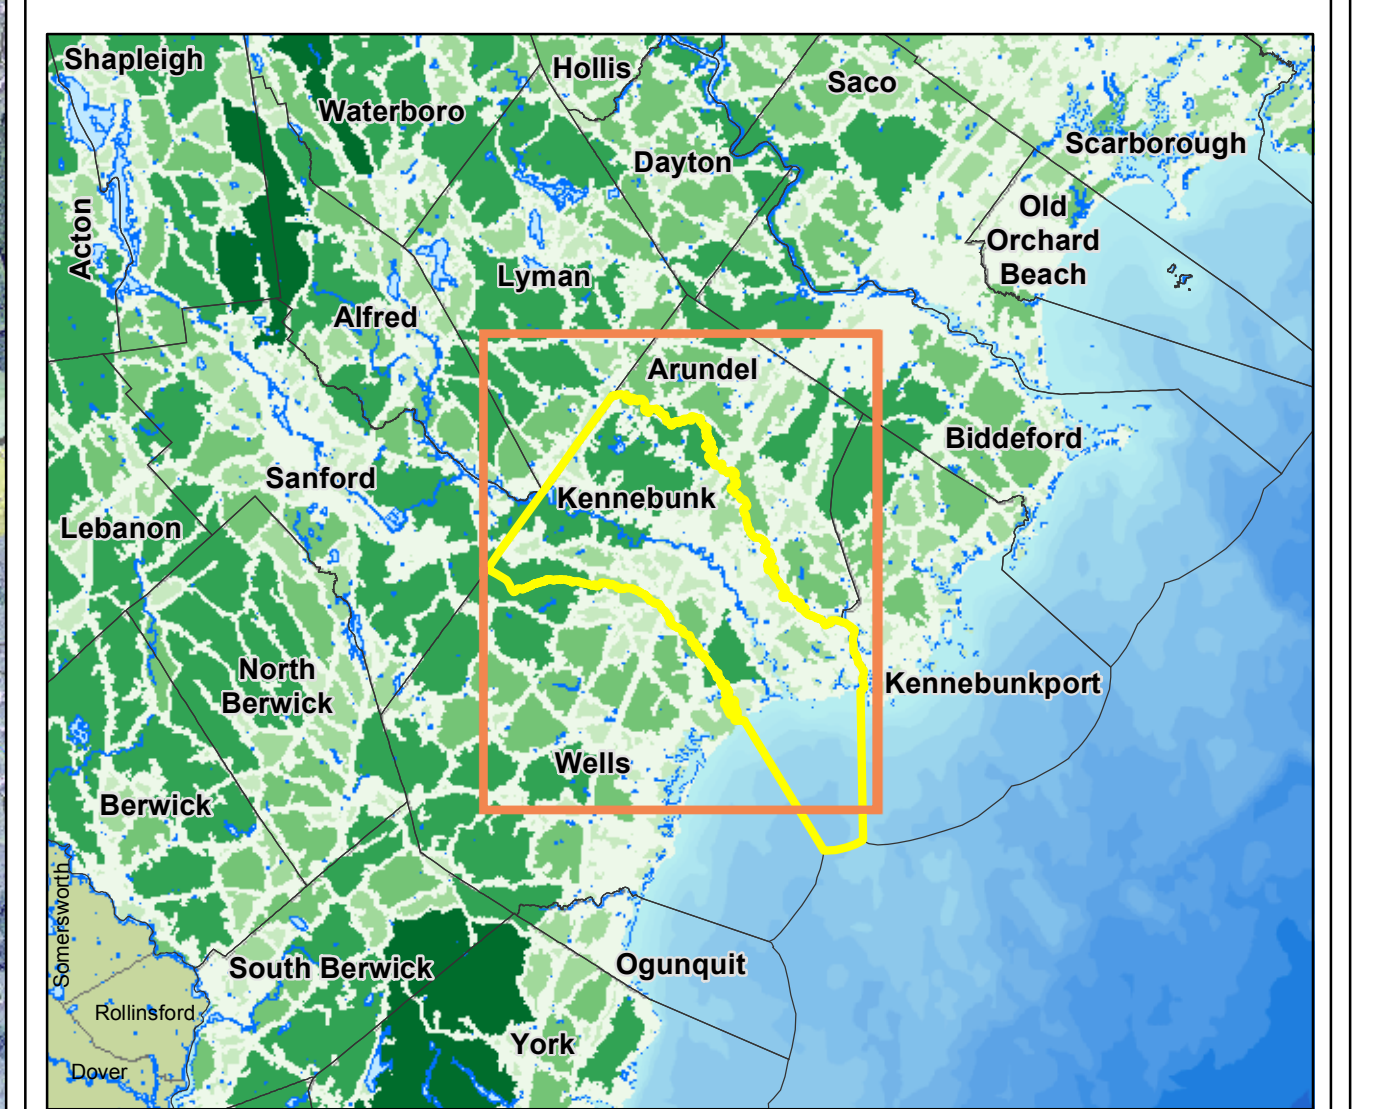 Shapleigh
Hollis
Saco
Waterboro
Scarborough
Dayton
Old
Orchard
Beach
Acton
Lyman
Alfred
Arundel
Biddeford
Sanford
Kennebunk
Lebanon
North
Berwick
Kennebunkport
Wells
Berwick
Somersworth
South Berwick
Ogunquit
Rollinsford
York
Dover